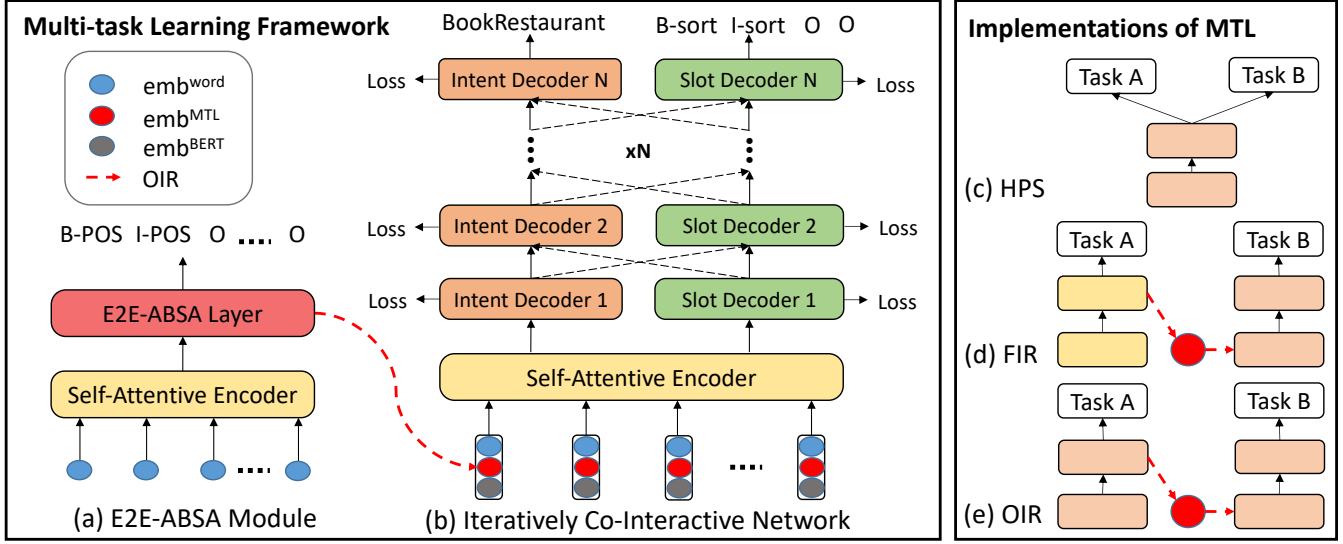 Multi-task Learning Framework
emb^word
emb^MTL
emb^BERT
OIR
B-POS I-POS O ..... O
E2E-ABSA Layer
Self-Attentive Encoder
(a) E2E-ABSA Module
BookRestaurant
B-sort I-sort O O
Loss
Intent Decoder N
Slot Decoder N
Loss
xN
Loss
Intent Decoder 2
Slot Decoder 2
Loss
Loss
Intent Decoder 1
Slot Decoder 1
Loss
Self-Attentive Encoder
(b) Iteratively Co-Interactive Network
Implementations of MTL
Task A
Task B
(c) HPS
Task A
Task B
(d) FIR
Task A
Task B
(e) OIR